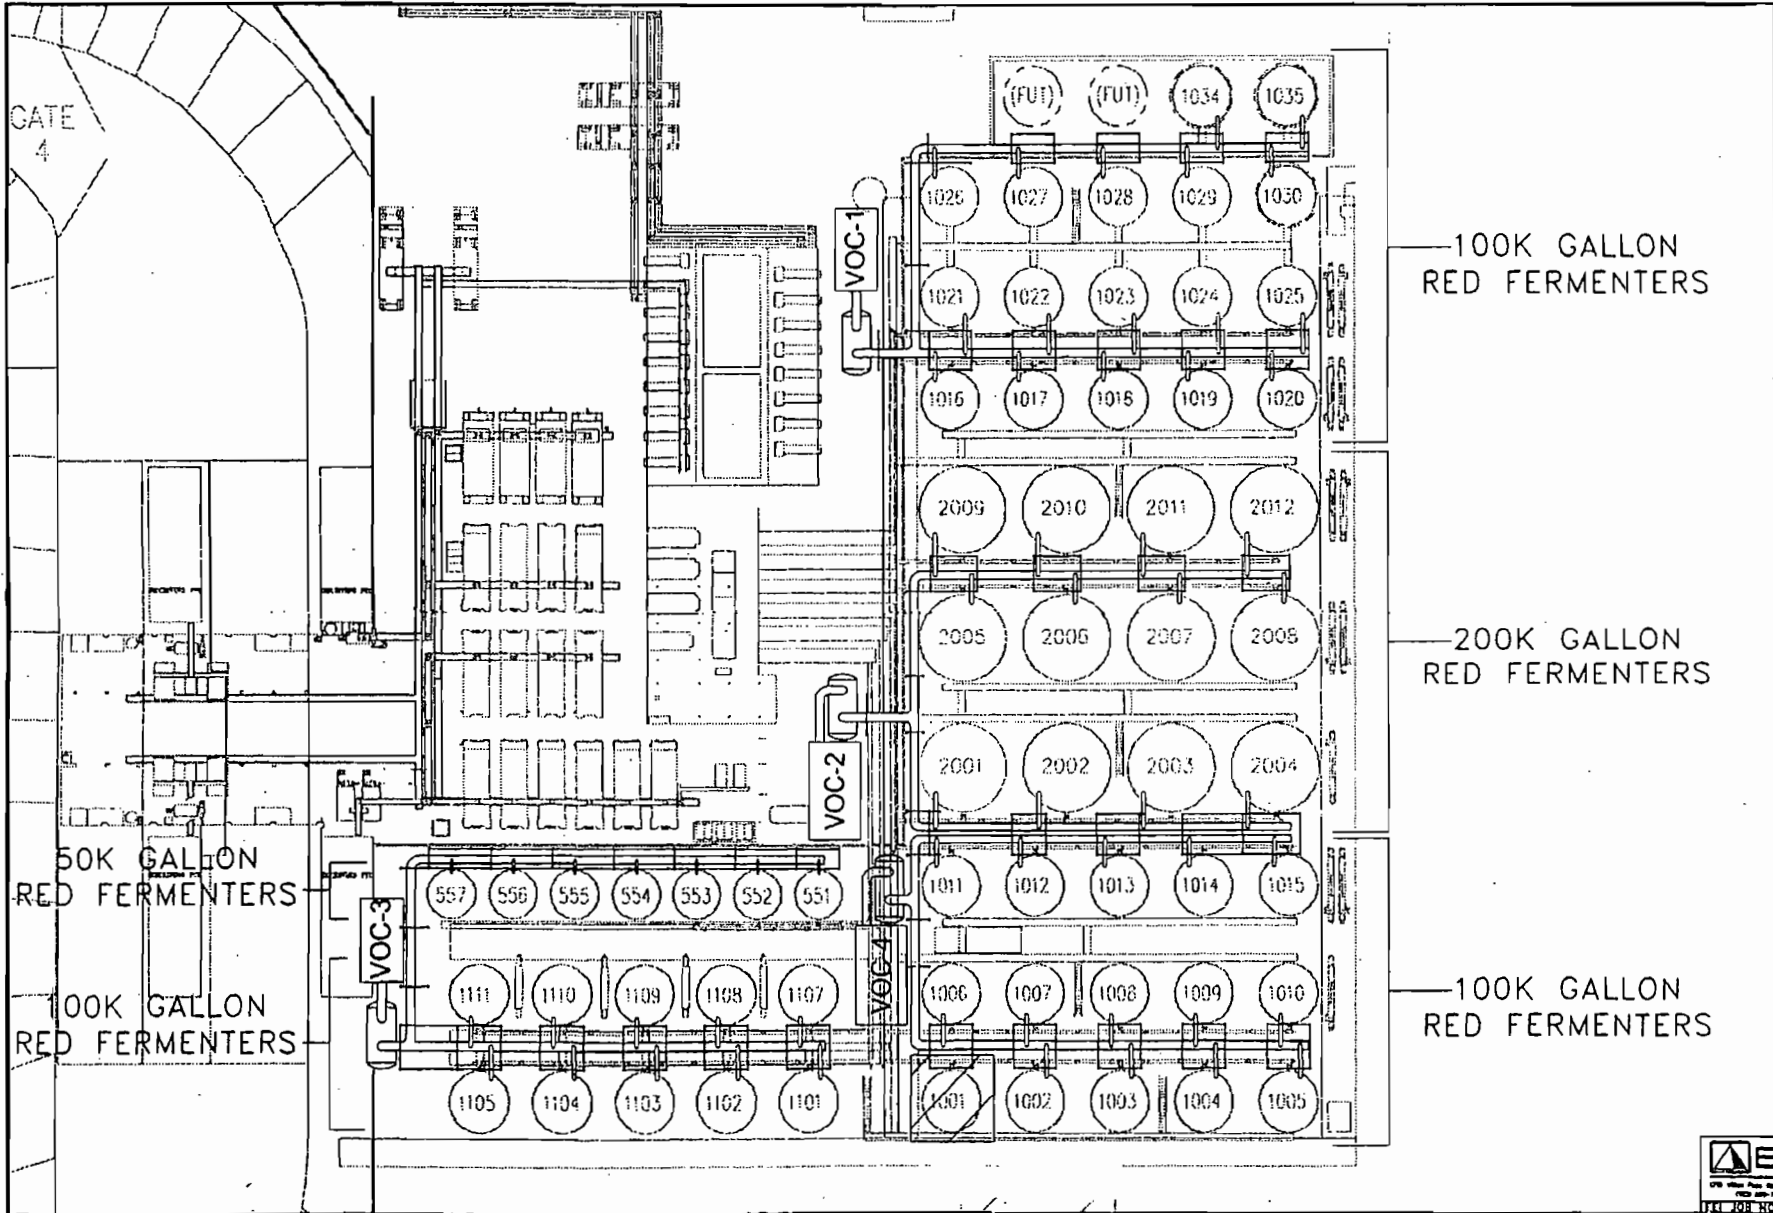 GATE
4
(FUT) (FUT) 1034 1035
1026 1027 1028 1029 1030
VOC-1
100K GALLON
RED FERMENTERS
1021 1022 1023 1024 1025
1016 1017 1018 1019 1020
2009 2010 2011 2012
2005 2006 2007 2008
200K GALLON
RED FERMENTERS
VOC-2
2001 2002 2003 2004
50K GALLON
RED FERMENTERS
557 556 555 554 553 552 551
1011 1012 1013 1014 1015
VOC-3
VOC-4
1111 1110 1109 1108 1107
1006 1007 1008 1009 1010
100K GALLON
RED FERMENTERS
100K GALLON
RED FERMENTERS
1105 1104 1103 1102 1101
1001 1002 1003 1004 1005
JOB NO